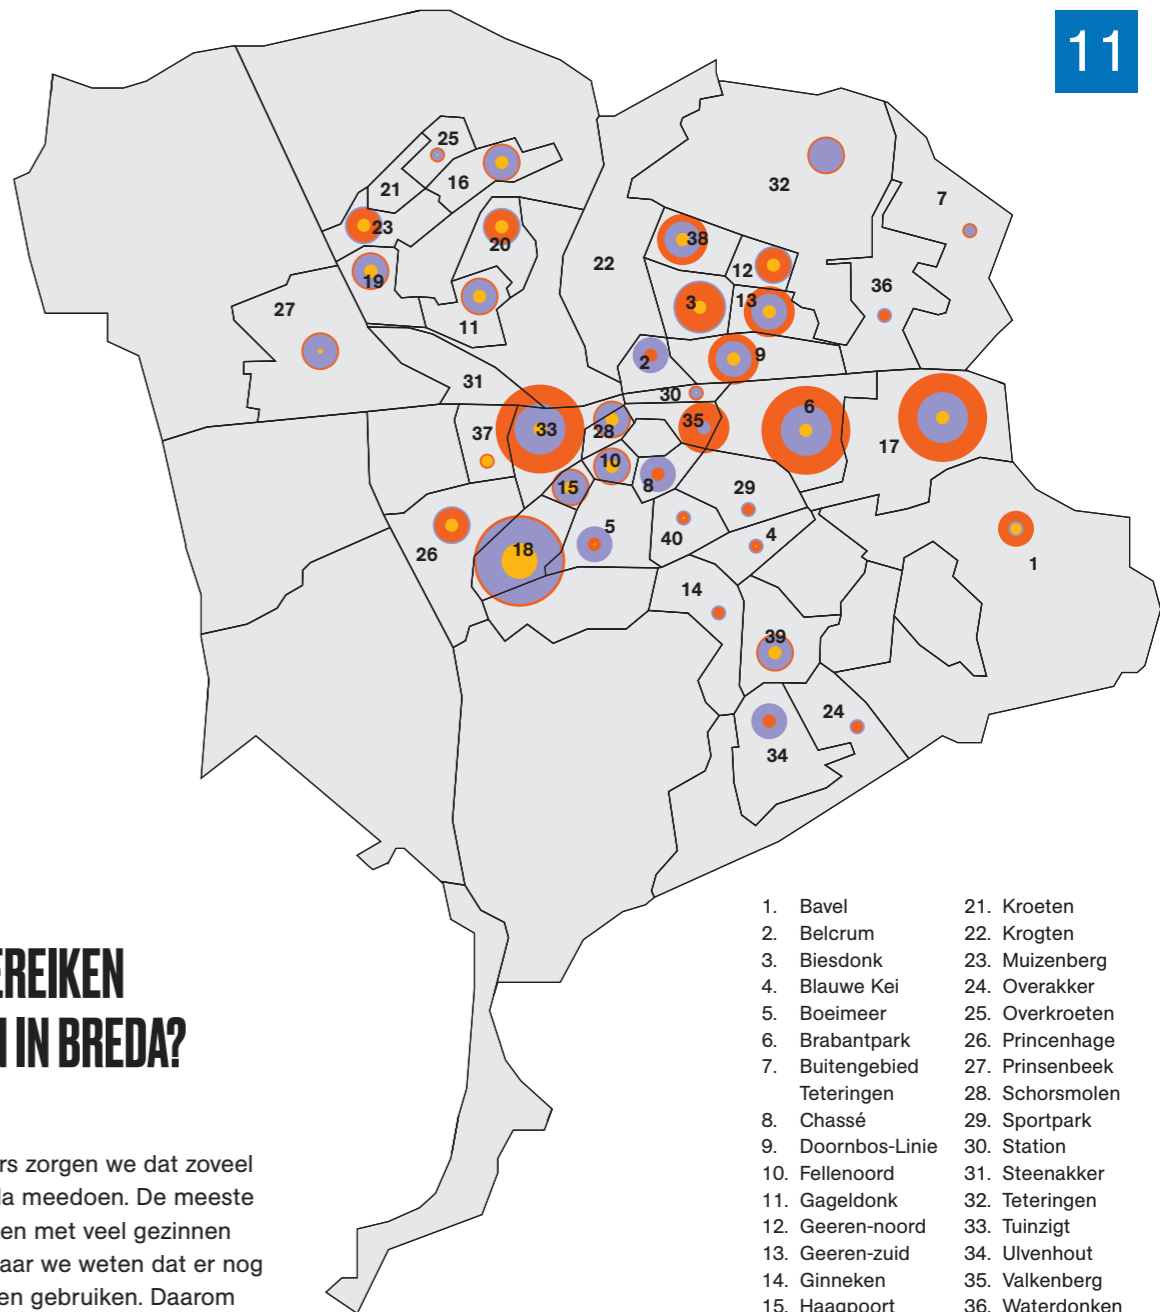 11
25
16
21
23
20
19
11
27
31
22
32
7
38
12
36
3
13
2
9
30
6
17
37
33
28
35
10
8
15
29
26
18
5
40
4
1
14
39
24
34
EREIKEN
IN BREDA?
rs zorgen we dat zoveel
la meedoen. De meeste
en met veel gezinnen
aar we weten dat er nog
en gebruiken. Daarom
1. Bavel
2. Belcrum
3. Biesdonk
4. Blauwe Kei
5. Boeimeer
6. Brabantpark
7. Buitengebied
Teteringen
8. Chassé
9. Doornbos-Linie
10. Fellenoord
11. Gageldonk
12. Geeren-noord
13. Geeren-zuid
14. Ginneken
15. Haagpoort
21. Kroeten
22. Krogten
23. Muizenberg
24. Overakker
25. Overkroeten
26. Princenhage
27. Prinsenbeek
28. Schorsmolen
29. Sportpark
30. Station
31. Steenakker
32. Teteringen
33. Tuinzigt
34. Ulvenhout
35. Valkenberg
36. Waterdonken